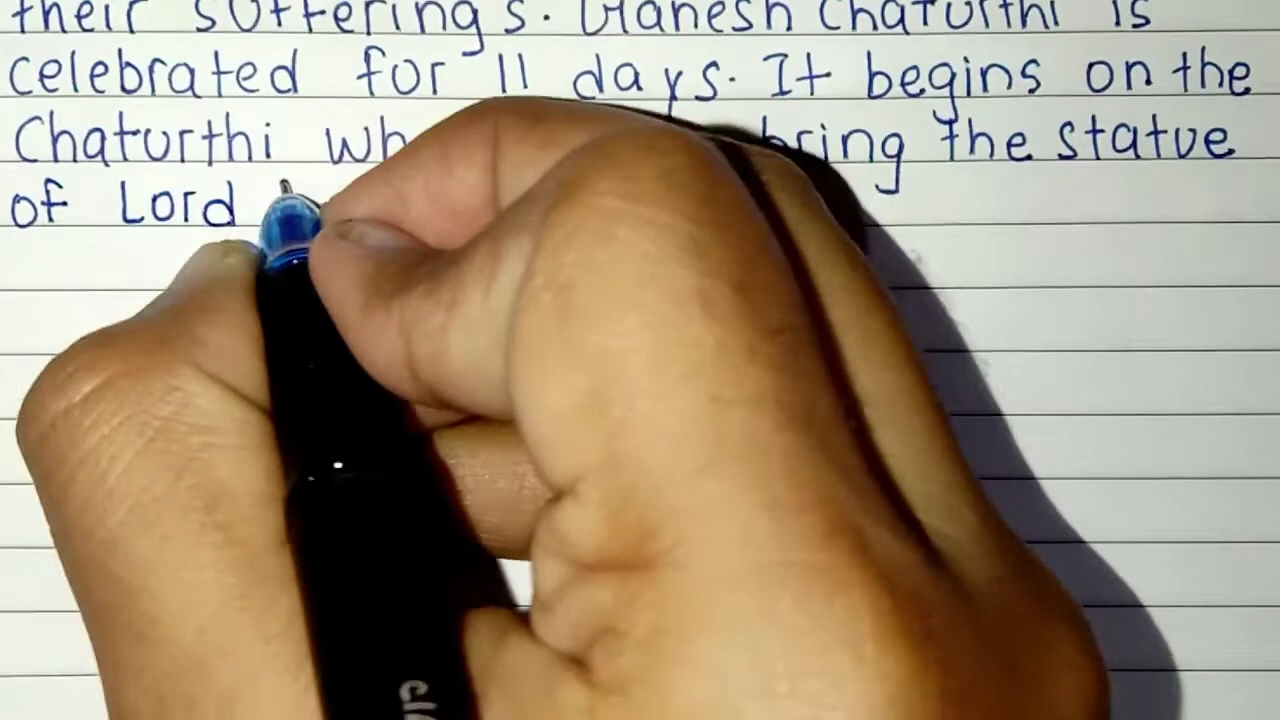 their sufferings. Ganesh Chaturthi is
celebrated for 11 days. It begins on the
Chaturthi bring the statue
of Lord